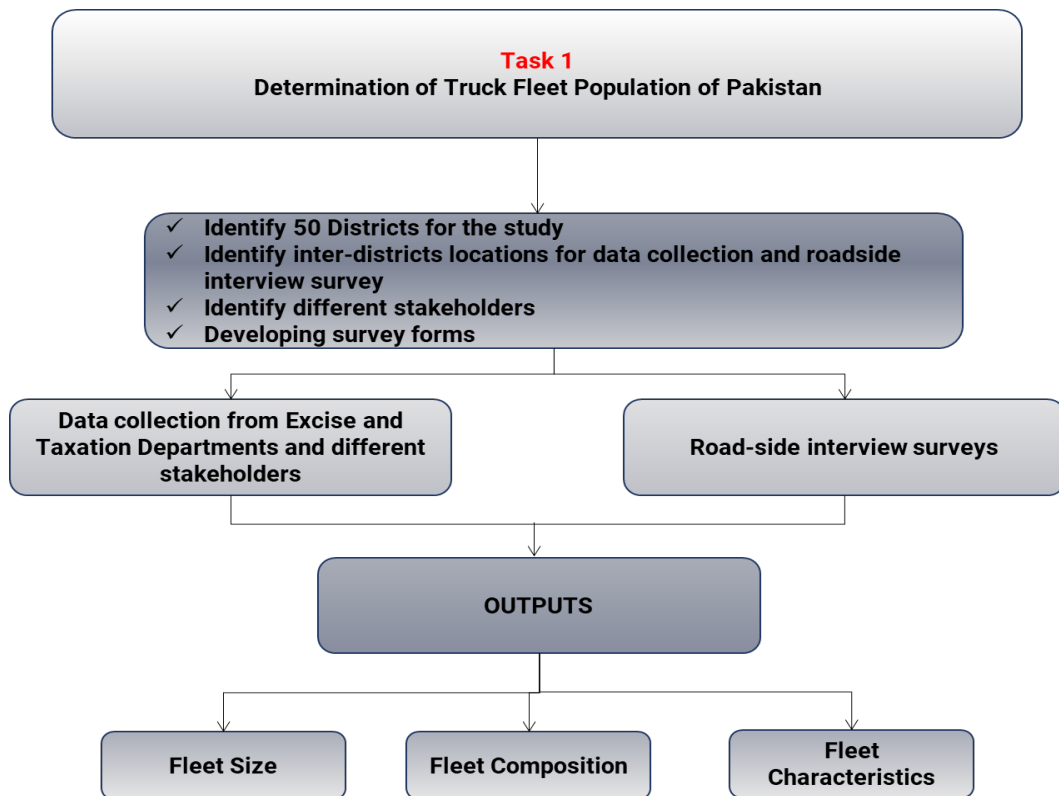 Task 1
Determination of Truck Fleet Population of Pakistan
✓ Identify 50 Districts for the study
✓ Identify inter-districts locations for data collection and roadside
interview survey
✓ Identify different stakeholders
✓ Developing survey forms
Data collection from Excise and
Taxation Departments and different
stakeholders
Road-side interview surveys
OUTPUTS
Fleet Size
Fleet Composition
Fleet
Characteristics